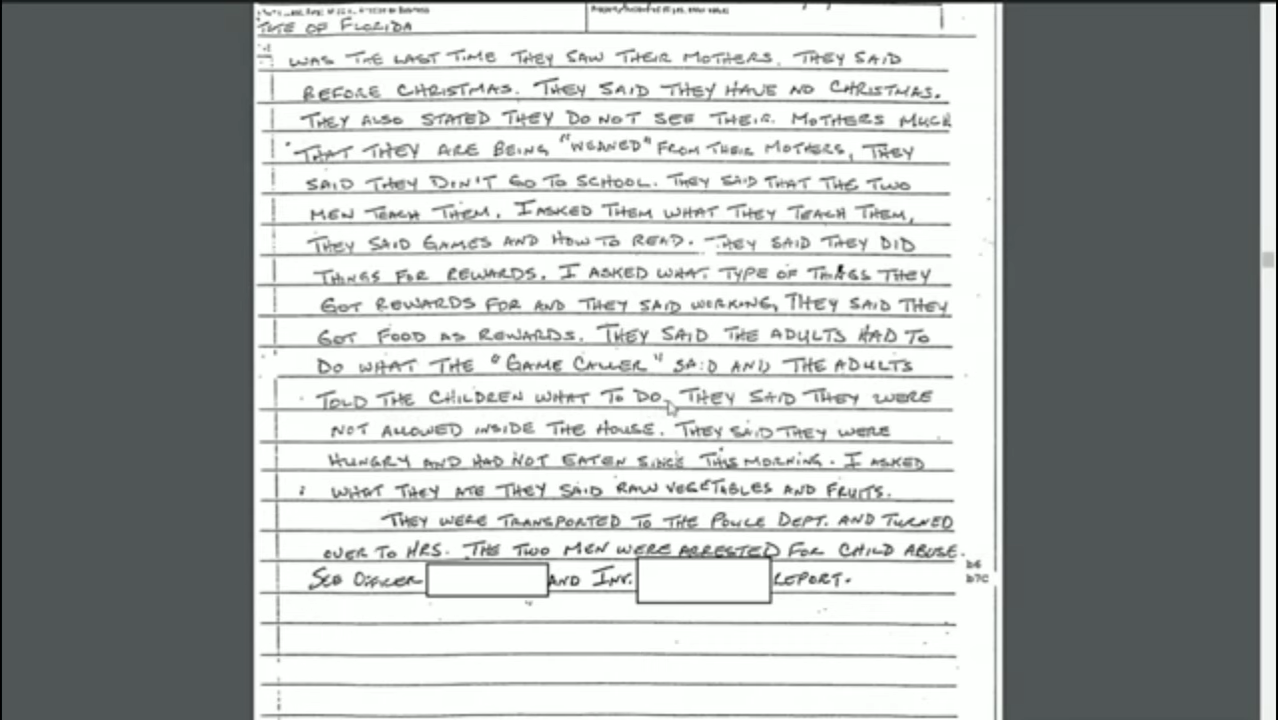 TATE OF FLORIDA
WAS THE LAST TIME THEY SAW THEIR MOTHERS. THEY SAID
BEFORE CHRISTMAS. THEY SAID THEY HAVE NO CHRISTMAS.
THEY ALSO STATED THEY DO NOT SEE THEIR MOTHERS MUCH
THAT THEY ARE BEING "WEANED" FROM THEIR MOTHERS, THEY
SAID THEY DIN'T GO TO SCHOOL. THEY SAID THAT THE TWO
MEN TEACH THEM. I ASKED THEM WHAT THEY TEACH THEM,
THEY SAID GAMES AND HOW TO READ. THEY SAID THEY DID
THINGS FOR REWARDS. I ASKED WHAT TYPE OF THINGS THEY
GOT REWARDS FOR AND THEY SAID WORKING, THEY SAID THEY
GOT FOOD AS REWARDS. THEY SAID THE ADULTS HAD TO
DO WHAT THE "GAME CALLER" SAID AND THE ADULTS
TOLD THE CHILDREN WHAT TO DO. THEY SAID THEY WERE
NOT ALLOWED INSIDE THE HOUSE. THEY SAID THEY WERE
HUNGRY AND HAD NOT EATEN SINCE THIS MORNING. I ASKED
WHAT THEY ATE THEY SAID RAW VEGETABLES AND FRUITS.
THEY WERE TRANSPORTED TO THE POLICE DEPT. AND TURNED
OVER TO HRS. THE TWO MEN WERE ARRESTED FOR CHILD ABUSE.
b6
SEE OFFICER AND INV. REPORT.
b7C